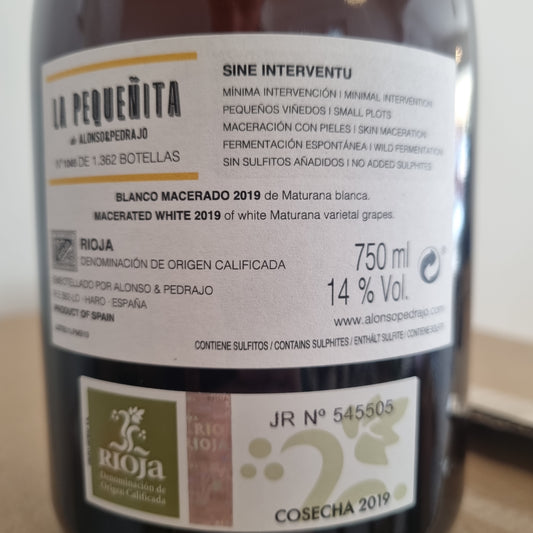 LA PEQUEÑITA
de ALONSO&PEDRAJO
DE 1.362 BOTELLAS
SINE INTERVENTU
MÍNIMA INTERVENCIÓN I MINIMAL INTERVENTION
PEQUEÑOS VIÑEDOS I SMALL PLOTS
MACERACIÓN CON PIELES I SKIN MACERATION
FERMENTACIÓN ESPONTÁNEA I WILD FERMENTATION
SIN SULFITOS AÑADIDOS I NO ADDED SULPHITES
BLANCO MACERADO 2019 de Maturana blanca.
MACERATED WHITE 2019 of white Maturana varietal grapes.
RIOJA
DENOMINACIÓN DE ORIGEN CALIFICADA
EMBOTELLADO POR ALONSO & PEDRAJO
HARO - ESPAÑA
PRODUCT OF SPAIN
750 ml
14 % Vol.
www.alonsopedrajo.com
CONTIENE SULFITOS / CONTAINS SULPHITES / ENTHÄLT SULFITE / CONTIENE
RIOJA
Denominación de
Origen Calificada
RIOJA
JR Nº 545505
COSECHA 2019